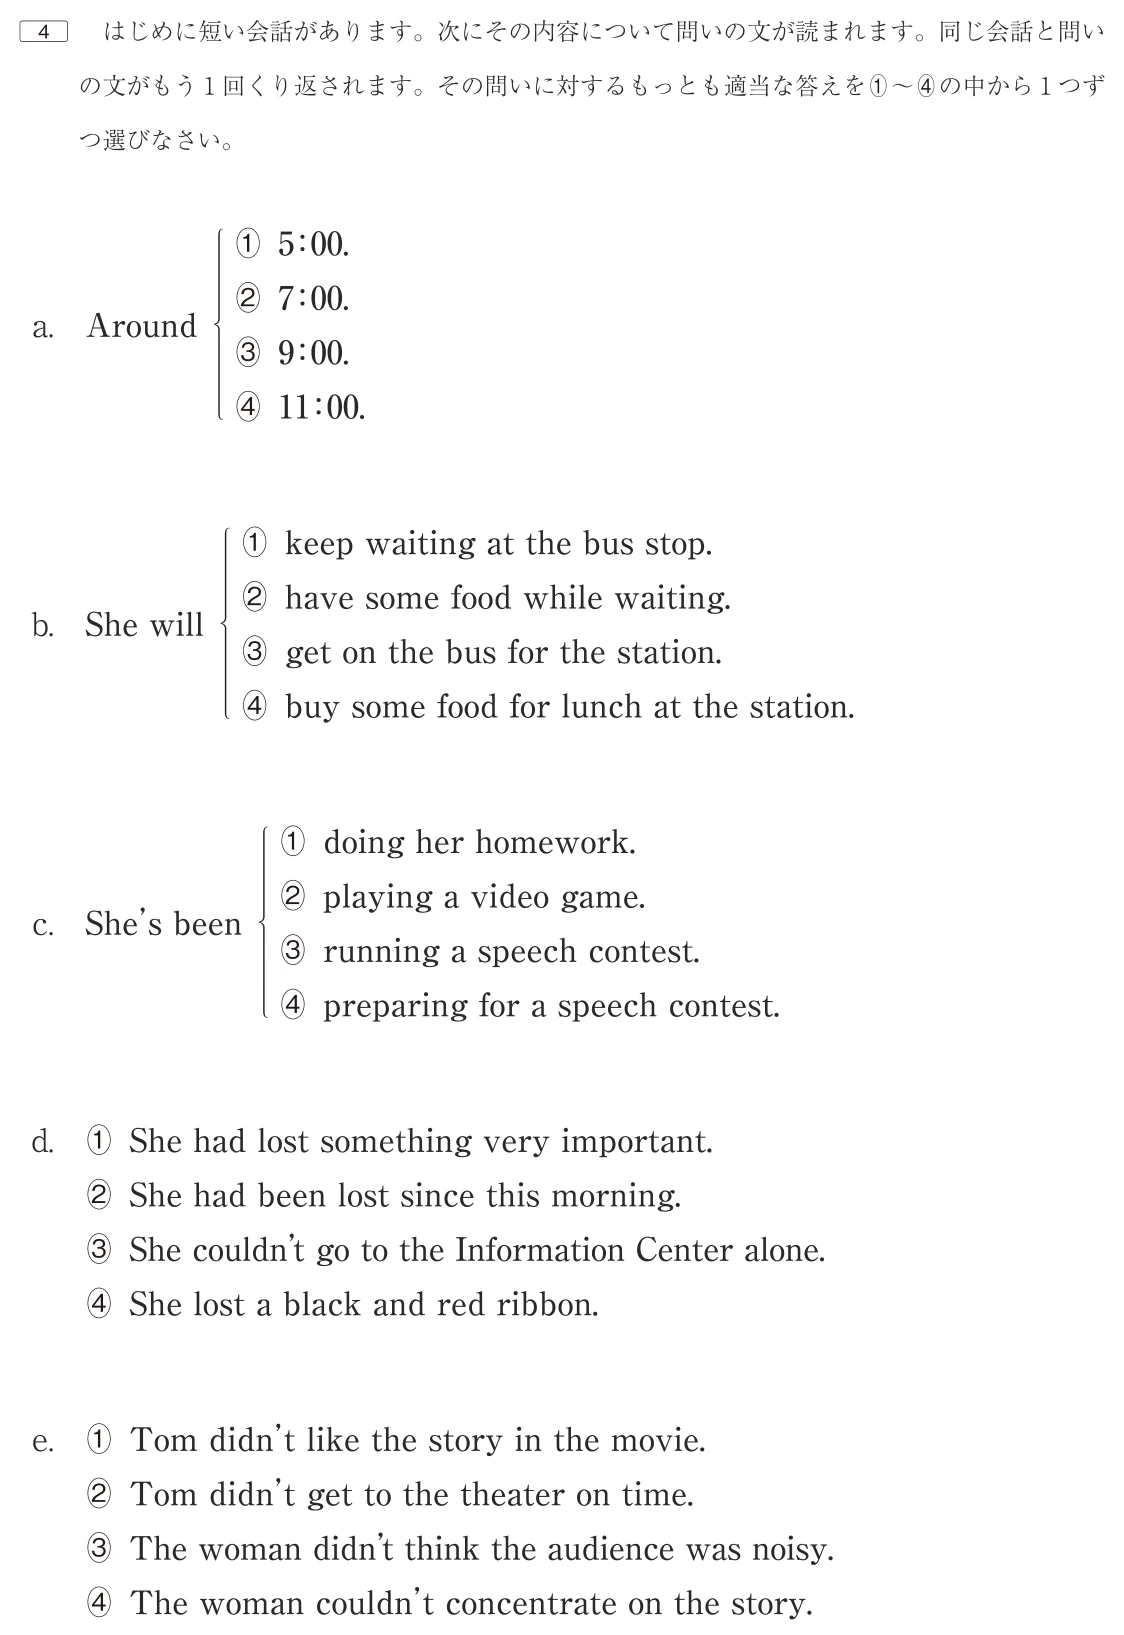 4　はじめに短い会話があります。次にその内容について問いの文が読まれます。同じ会話と問い
の文がもう１回くり返されます。その問いに対するもっとも適当な答えを①～④の中から１つず
つ選びなさい。
a. Around
① 5:00.
② 7:00.
③ 9:00.
④ 11:00.
b. She will
① keep waiting at the bus stop.
② have some food while waiting.
③ get on the bus for the station.
④ buy some food for lunch at the station.
c. She's been
① doing her homework.
② playing a video game.
③ running a speech contest.
④ preparing for a speech contest.
d. ① She had lost something very important.
② She had been lost since this morning.
③ She couldn't go to the Information Center alone.
④ She lost a black and red ribbon.
e. ① Tom didn't like the story in the movie.
② Tom didn't get to the theater on time.
③ The woman didn't think the audience was noisy.
④ The woman couldn't concentrate on the story.